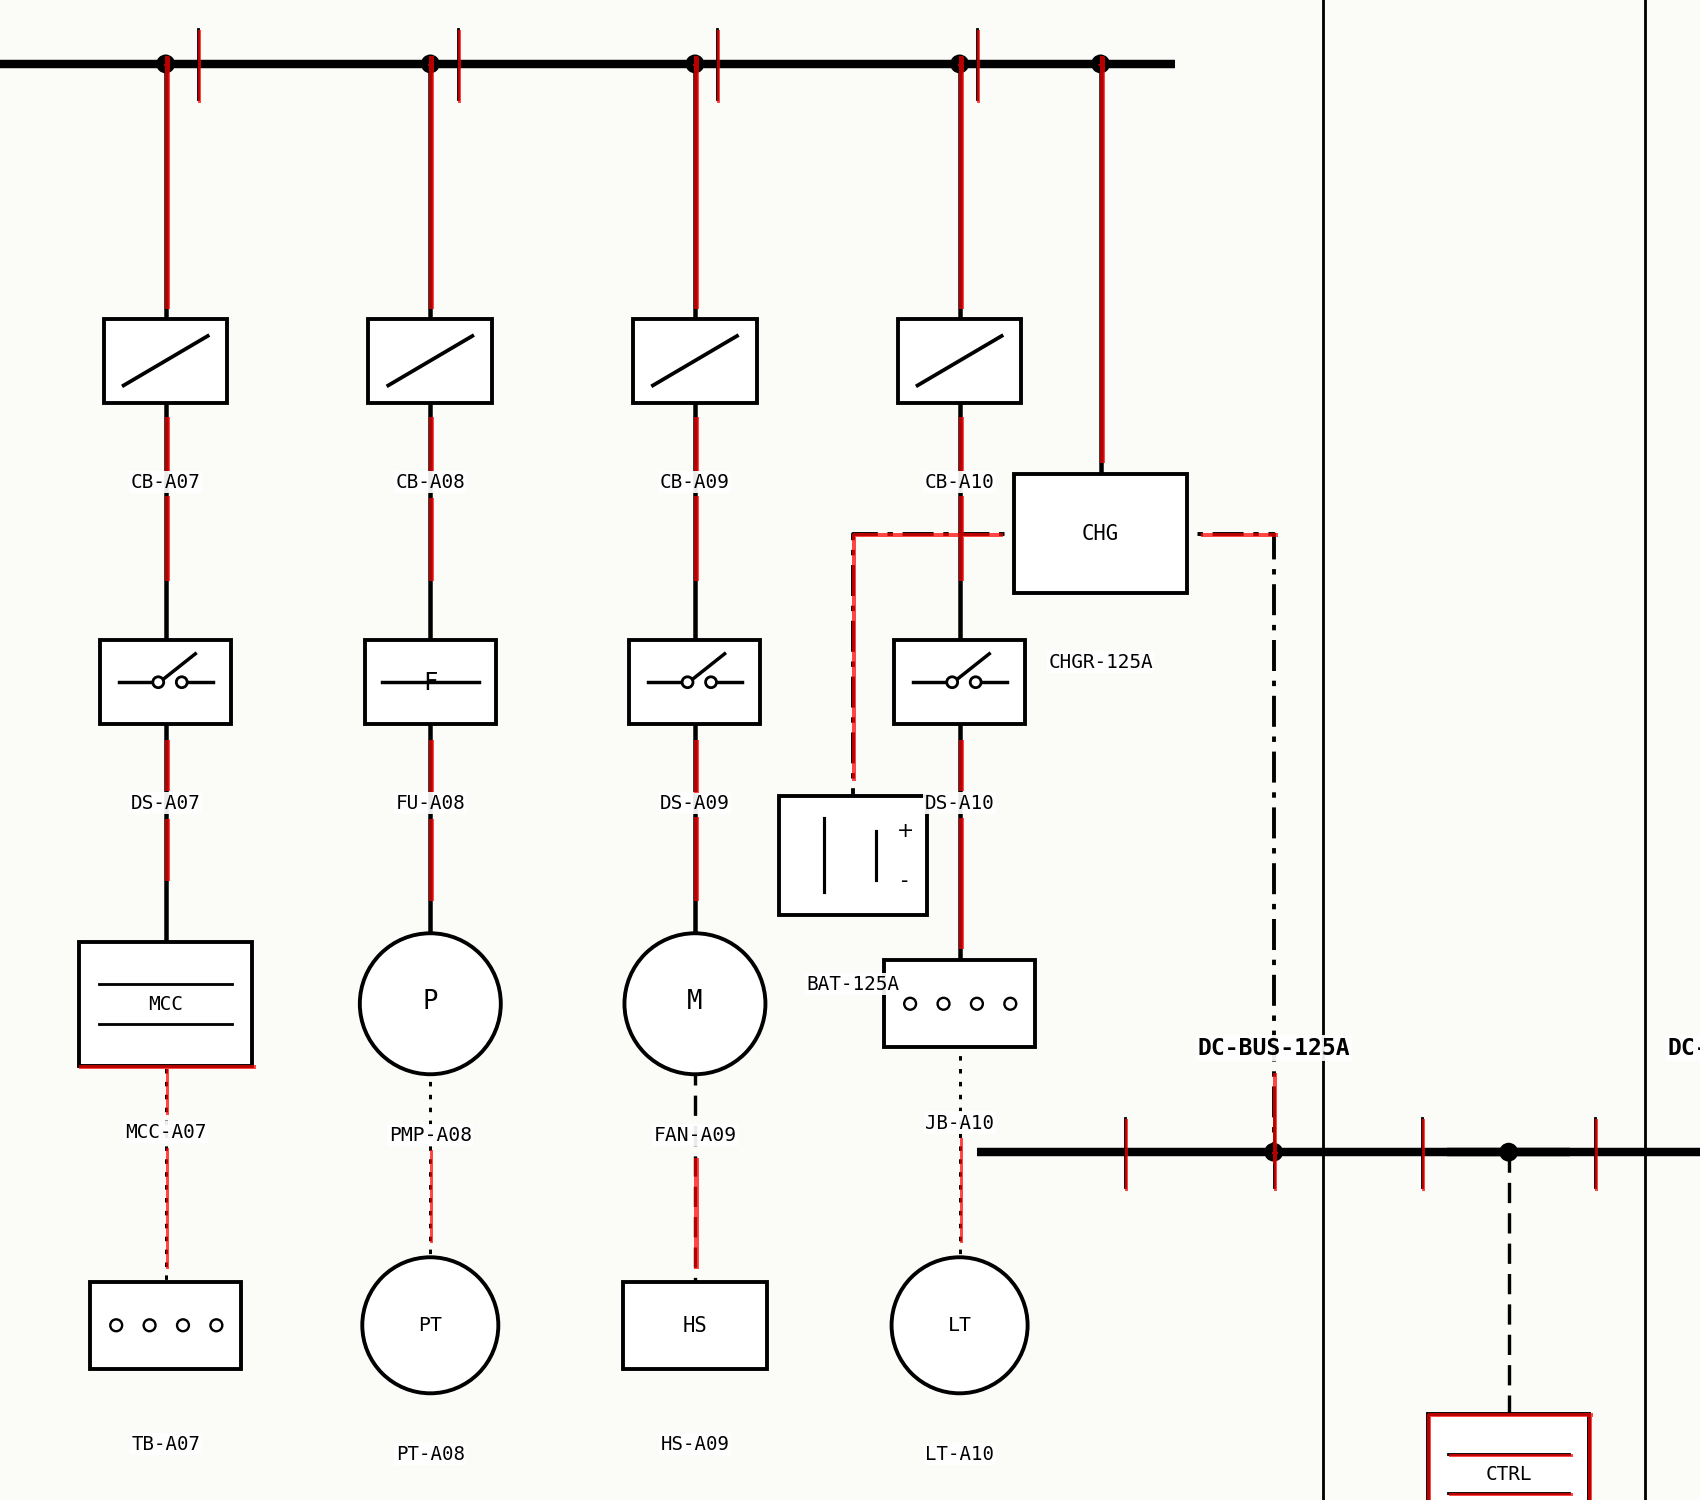 CB-A07 CB-A08 CB-A09 CB-A10
CHG
CHGR-125A
F
DS-A07 FU-A08 DS-A09 DS-A10
+
-
BAT-125A
MCC P M
DC-BUS-125A DC-
MCC-A07 PMP-A08 FAN-A09 JB-A10
PT HS LT
TB-A07 PT-A08 HS-A09 LT-A10
CTRL